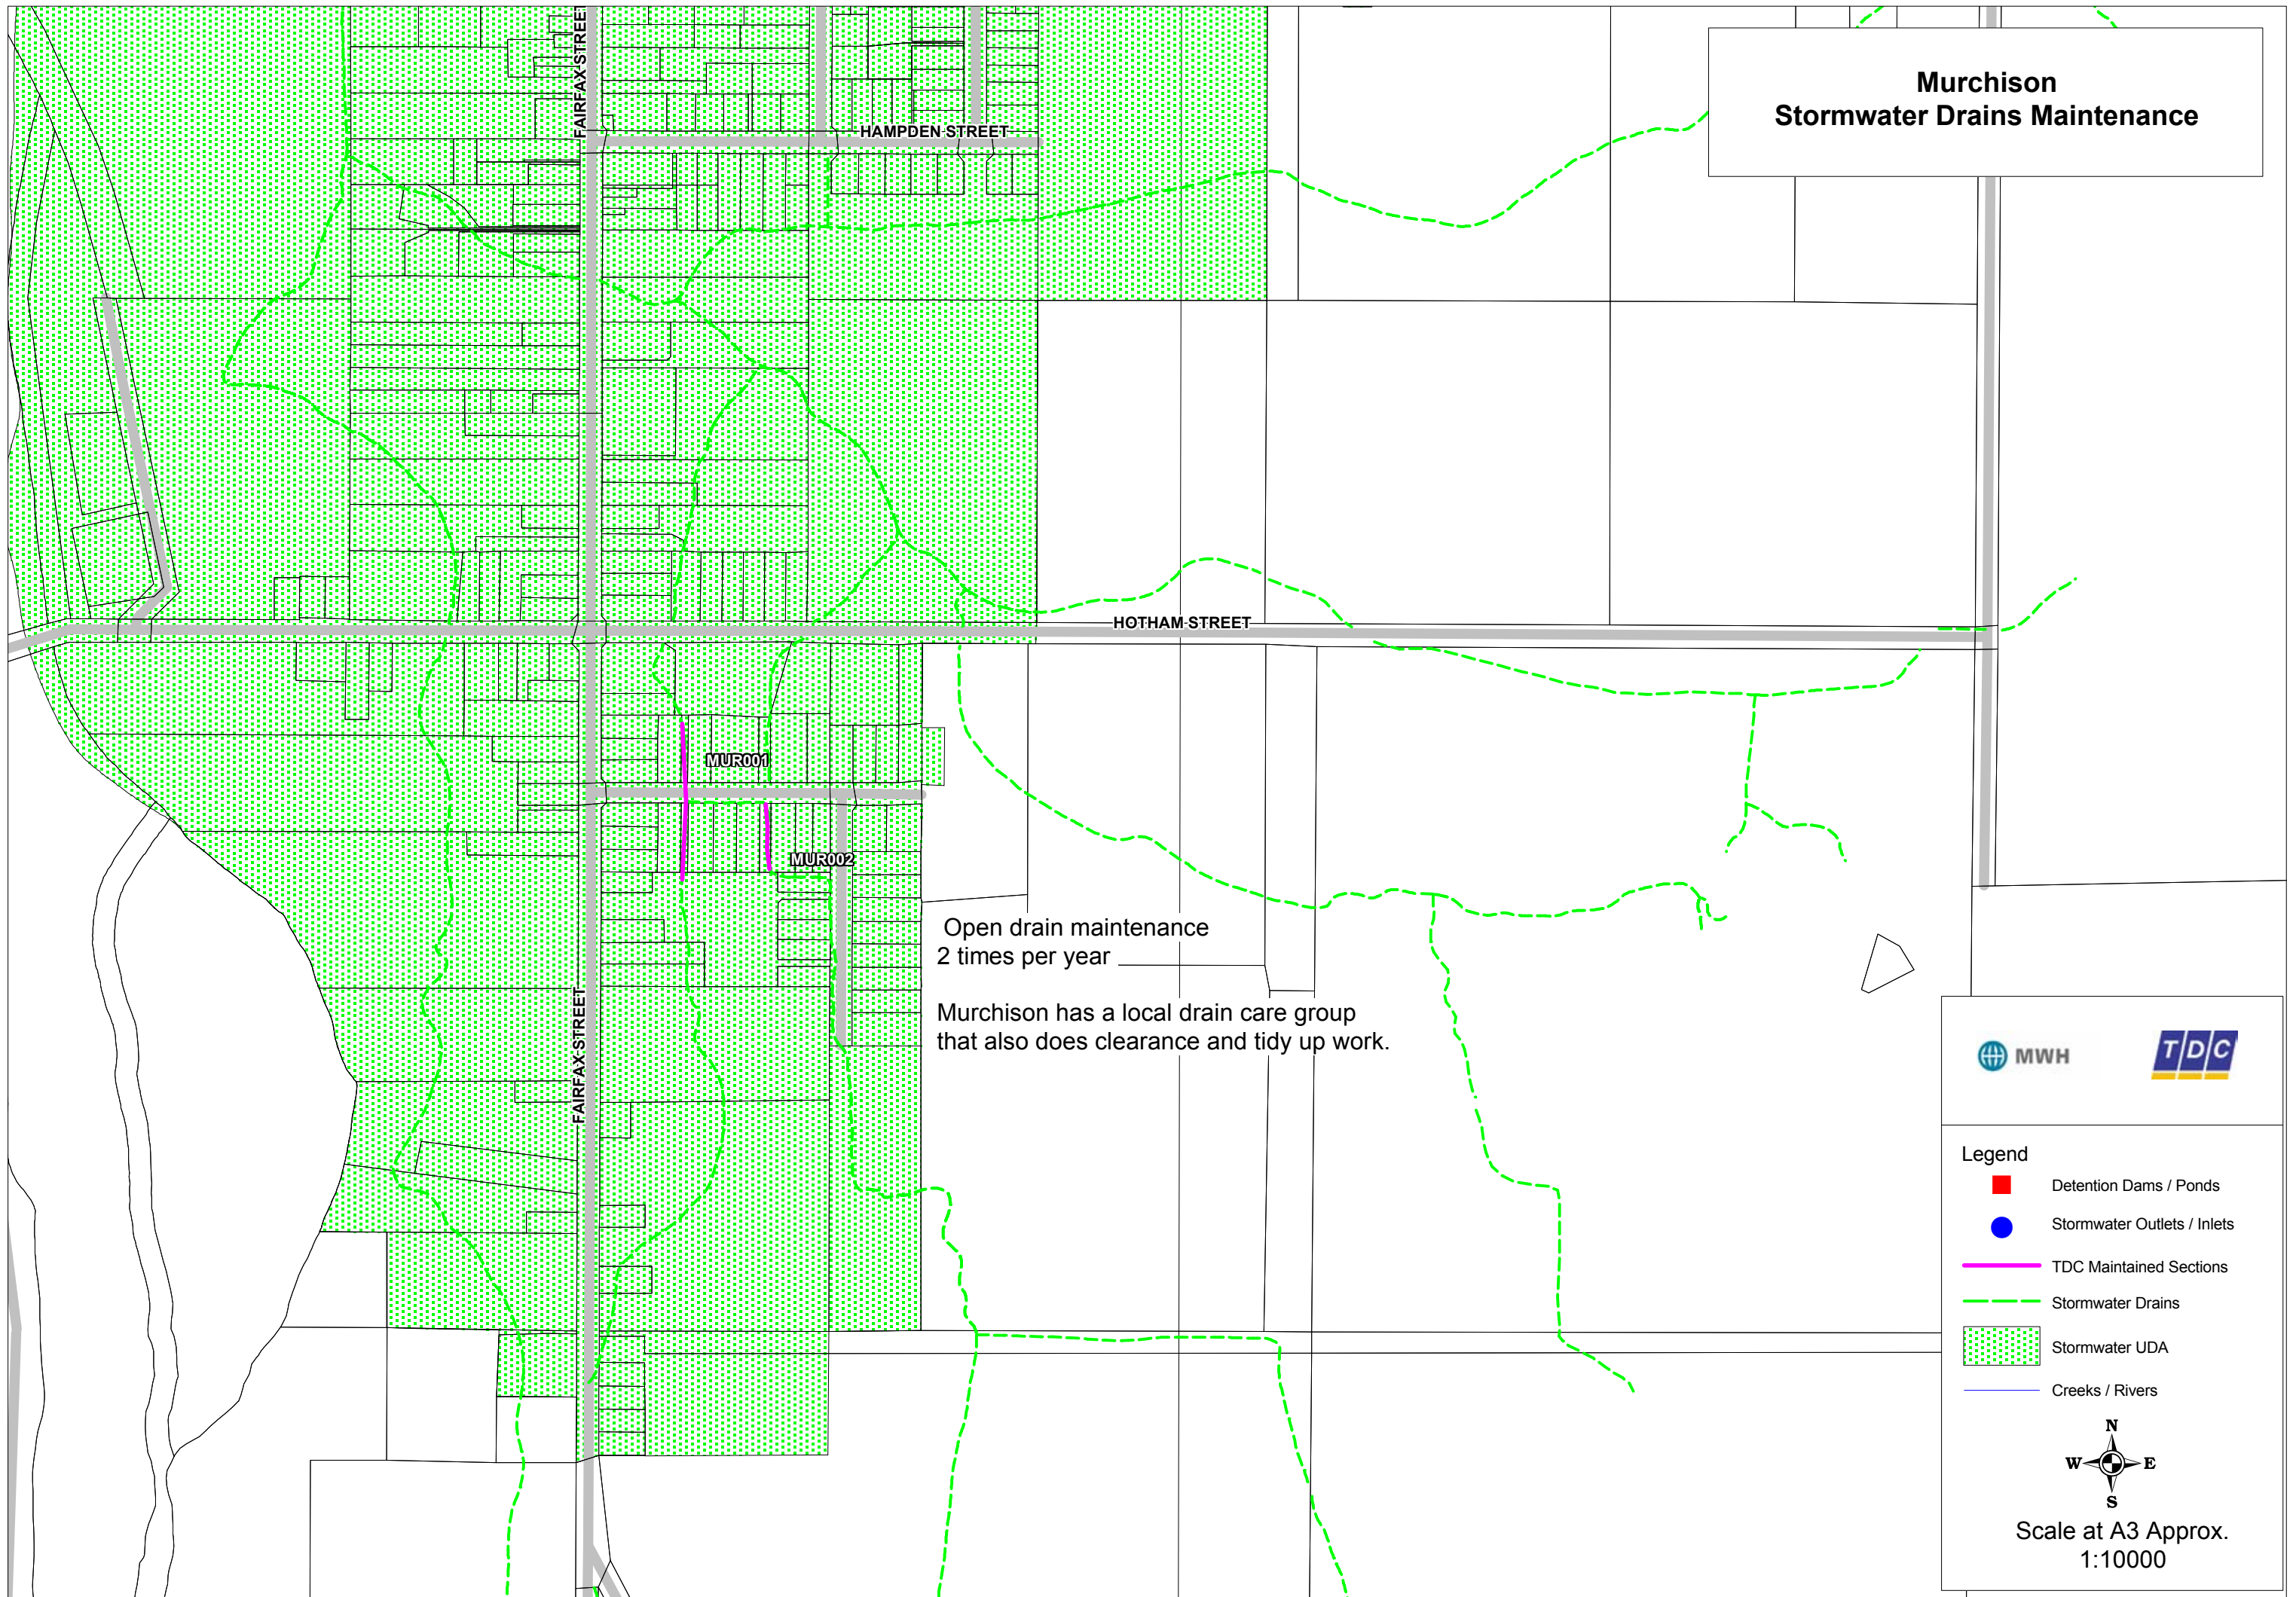 Murchison
Stormwater Drains Maintenance
FAIRFAX STREET
HAMPDEN STREET
HOTHAM STREET
MUR001
MUR002
Open drain maintenance
2 times per year
Murchison has a local drain care group
that also does clearance and tidy up work.
FAIRFAX STREET
MWH
TDC
Legend
Detention Dams / Ponds
Stormwater Outlets / Inlets
TDC Maintained Sections
Stormwater Drains
Stormwater UDA
Creeks / Rivers
N
W E
S
Scale at A3 Approx.
1:10000